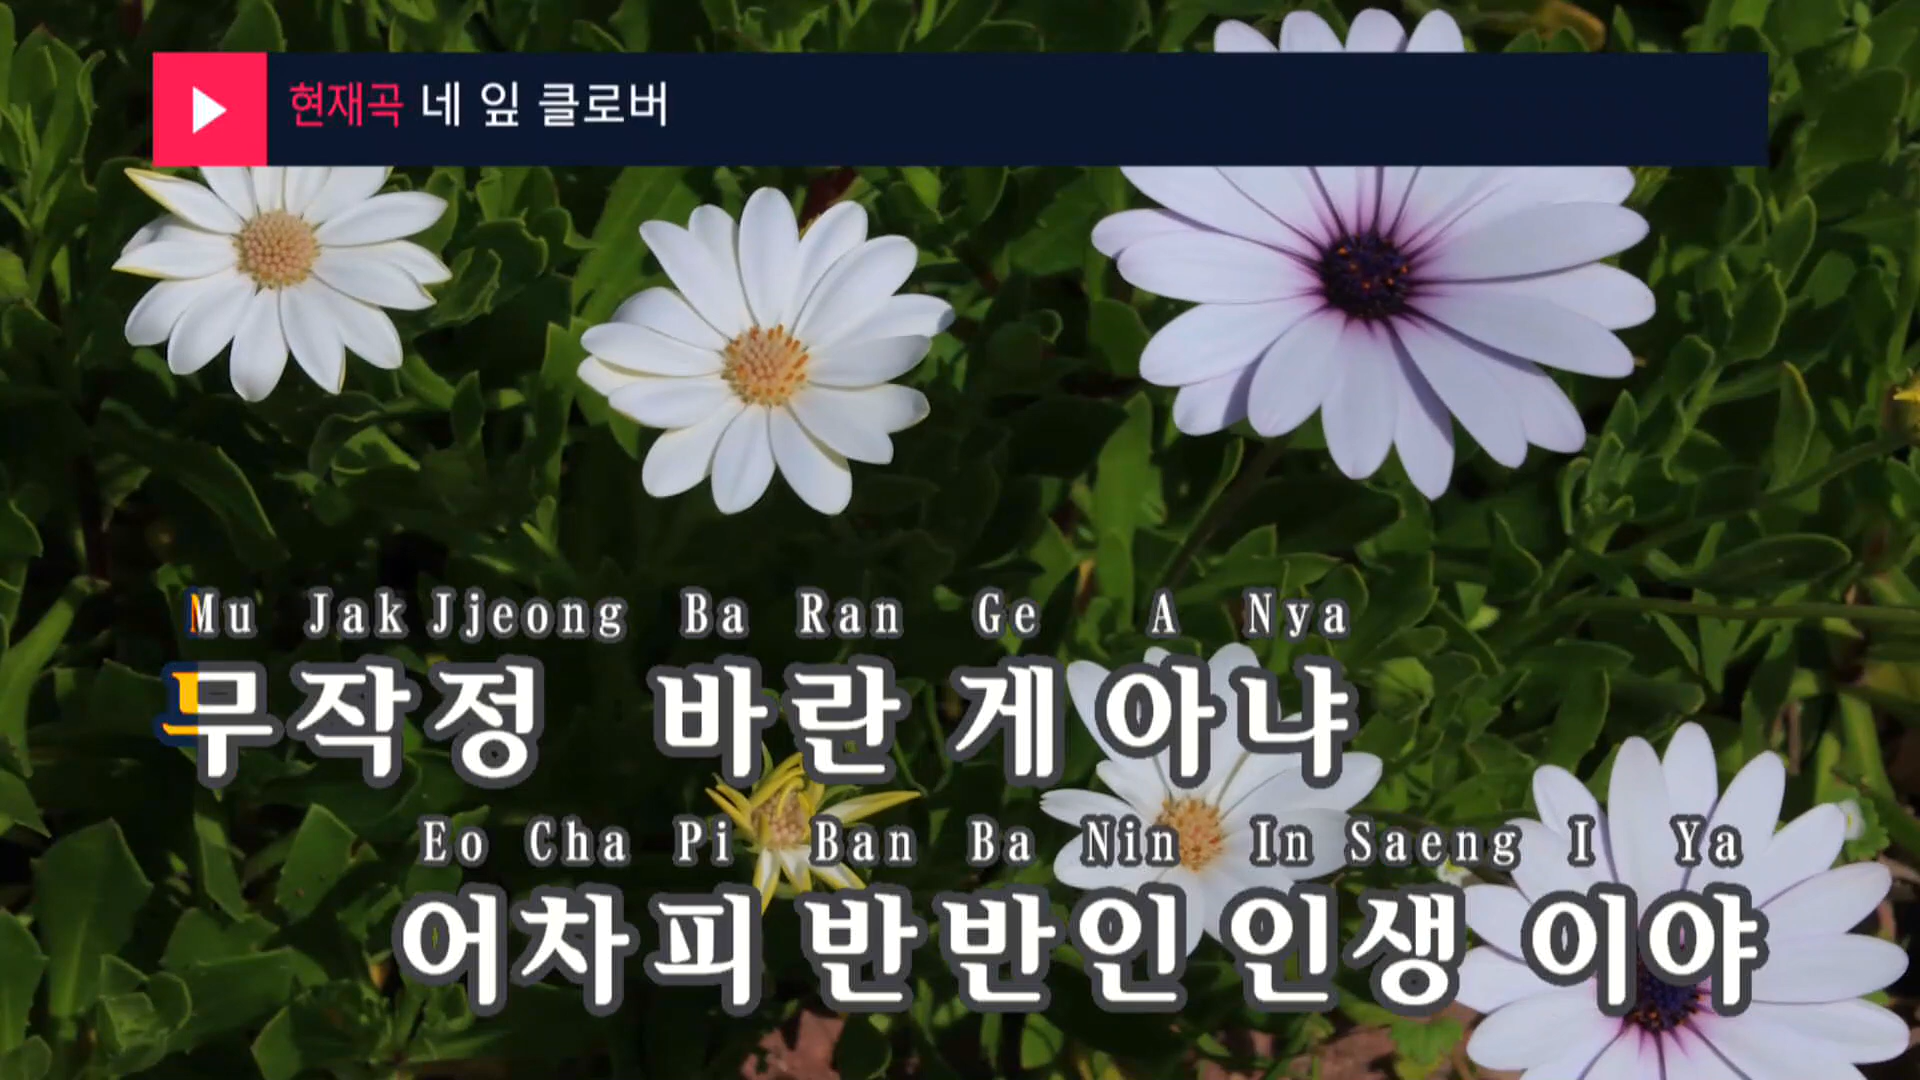 현재곡 네 잎 클로버
Mu Jak Jjeong Ba Ran Ge A Nya
무작정 바란 게 아냐
Eo Cha Pi Ban Ba Nin In Saeng I Ya
어차피 반반인 인생 이야